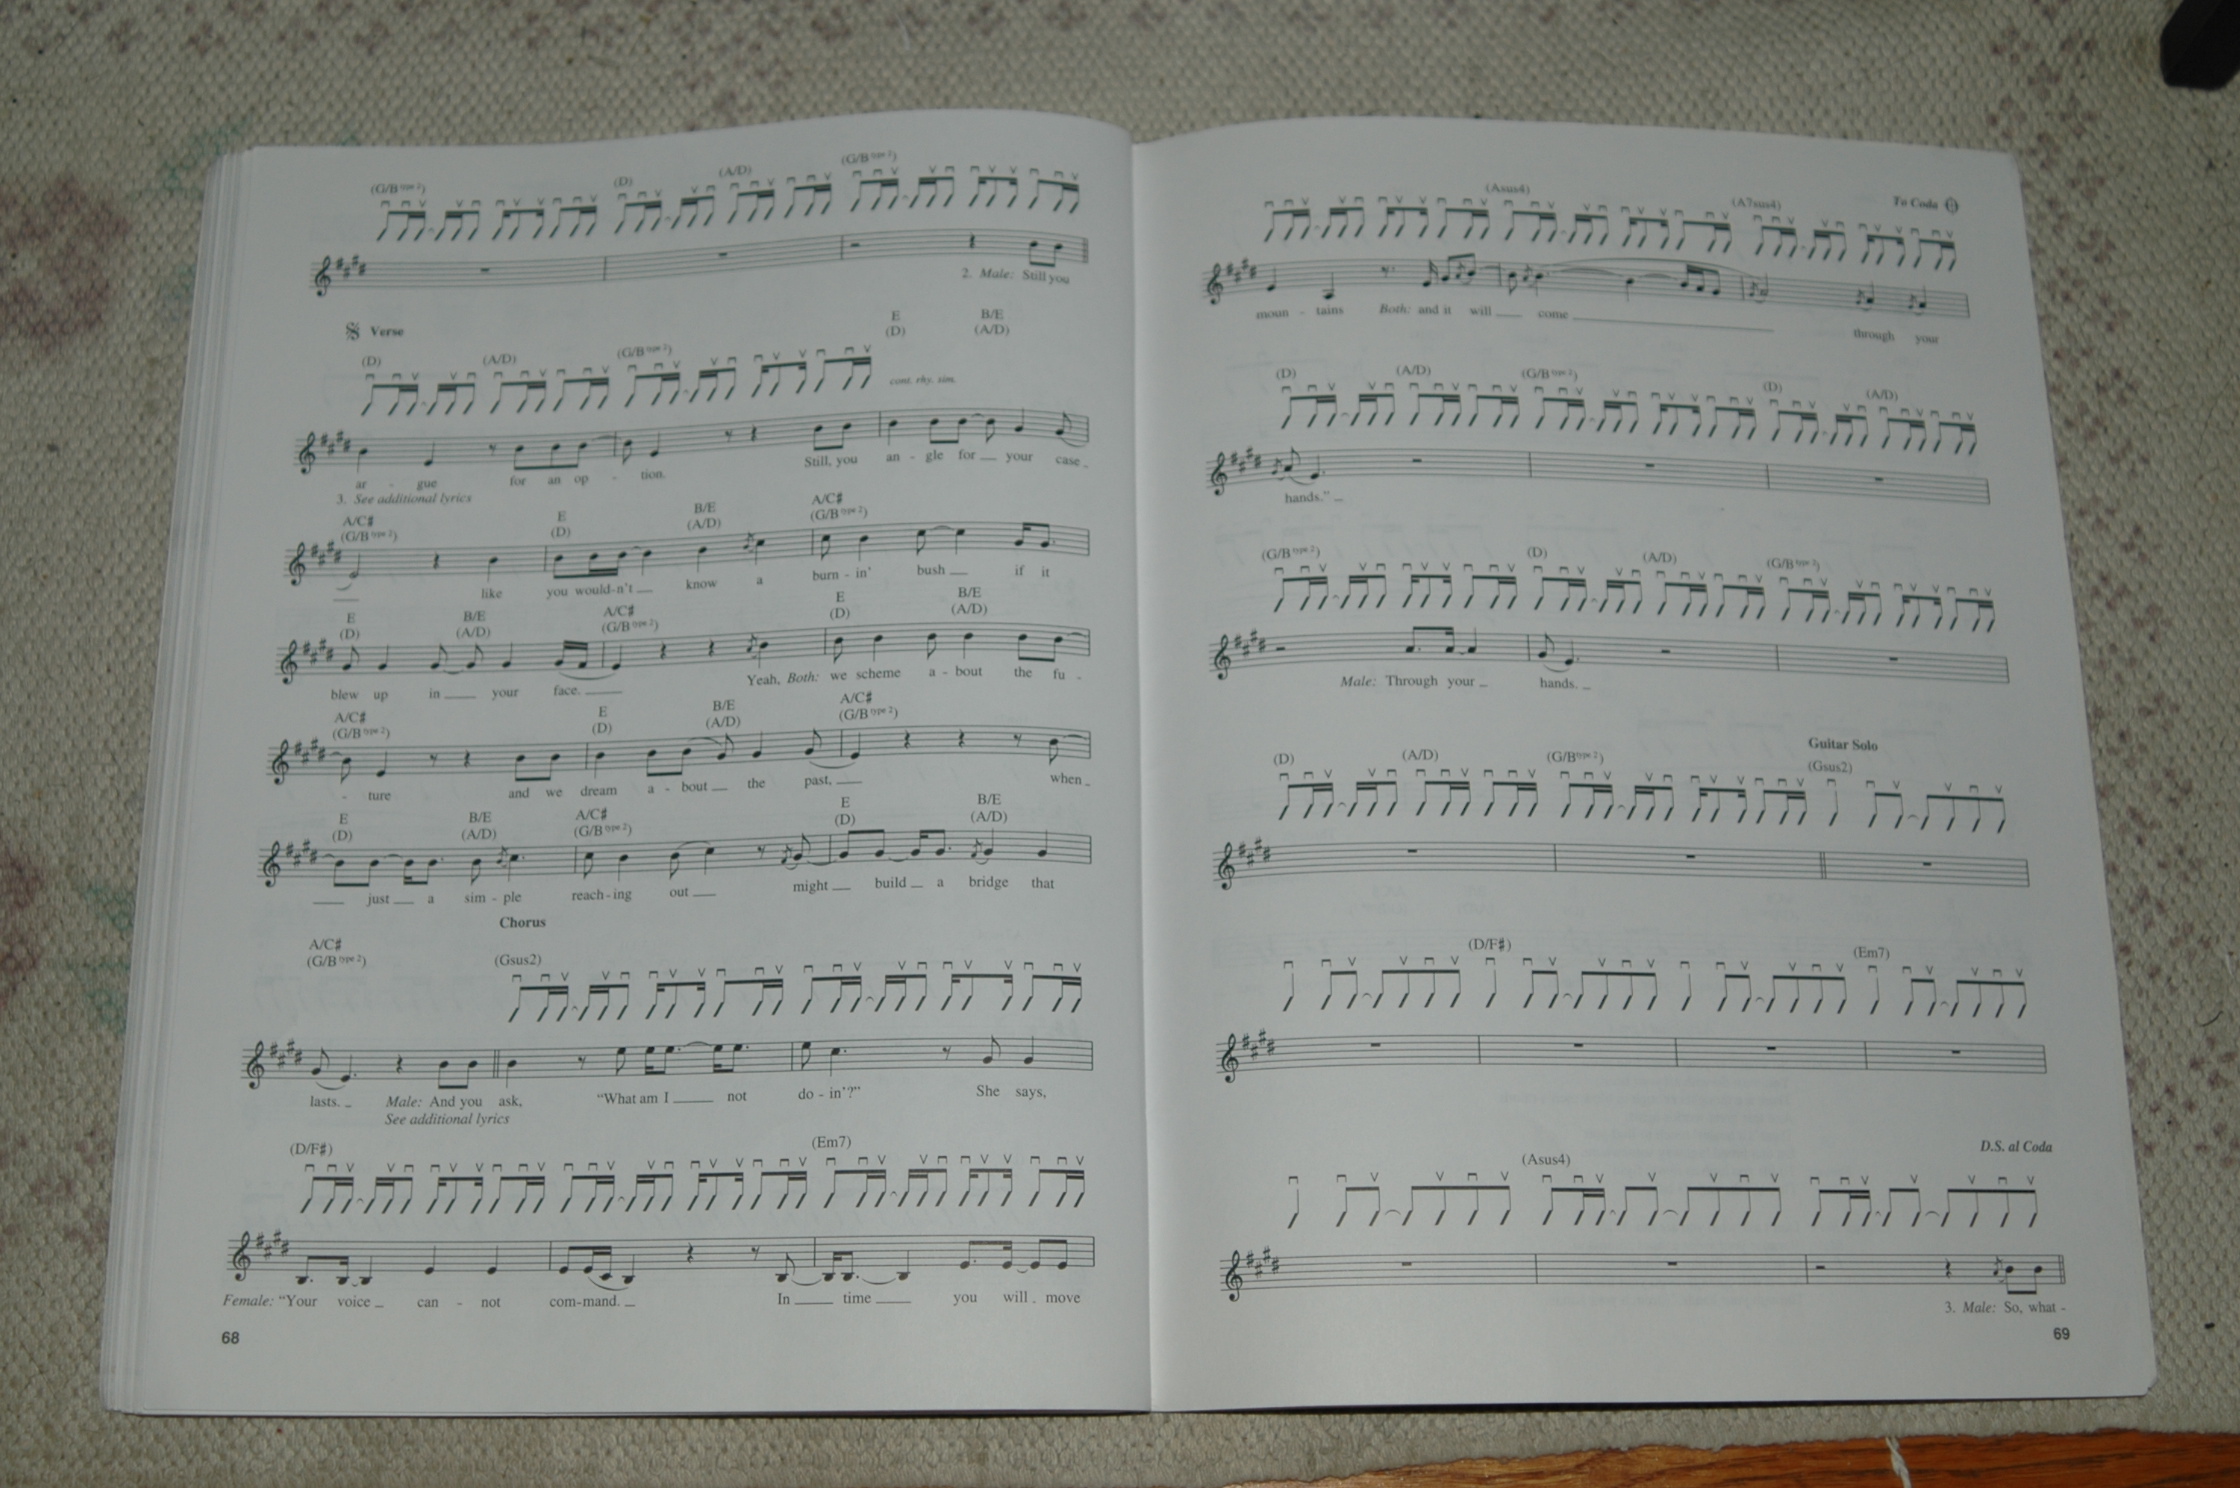 (G/B type 2) (D) (A/D) (G/B type 2)
2. Male: Still you
𝄋 Verse
(D) (A/D) (G/B type 2) E (D) B/E (A/D)
cont. rhy. sim.
ar - gue for an op - tion. Still, you an - gle for your case
3. See additional lyrics
A/C♯ (G/B type 2) E (D) B/E (A/D) A/C♯ (G/B type 2)
like you would-n't know a burn - in' bush if it
E (D) B/E (A/D) A/C♯ (G/B type 2) E (D) B/E (A/D)
blew up in your face. Yeah, Both: we scheme a - bout the fu -
A/C♯ (G/B type 2) E (D) B/E (A/D) A/C♯ (G/B type 2)
- ture and we dream a - bout the past, when
E (D) B/E (A/D) A/C♯ (G/B type 2) E (D) B/E (A/D)
just a sim - ple reach - ing out might build a bridge that
Chorus
A/C♯ (G/B type 2) (Gsus2)
lasts. Male: And you ask, "What am I not do - in'?" She says,
See additional lyrics
(D/F♯) (Em7)
Female: "Your voice can - not com - mand. In time you will move
68
To Coda
(Asus4) (A7sus4)
moun - tains Both: and it will come through your
(D) (A/D) (G/B type 2) (D) (A/D)
hands."
(G/B type 2) (D) (A/D) (G/B type 2)
Male: Through your hands.
Guitar Solo
(D) (A/D) (G/B type 2) (Gsus2)
(D/F♯) (Em7)
D.S. al Coda
(Asus4)
3. Male: So, what -
69